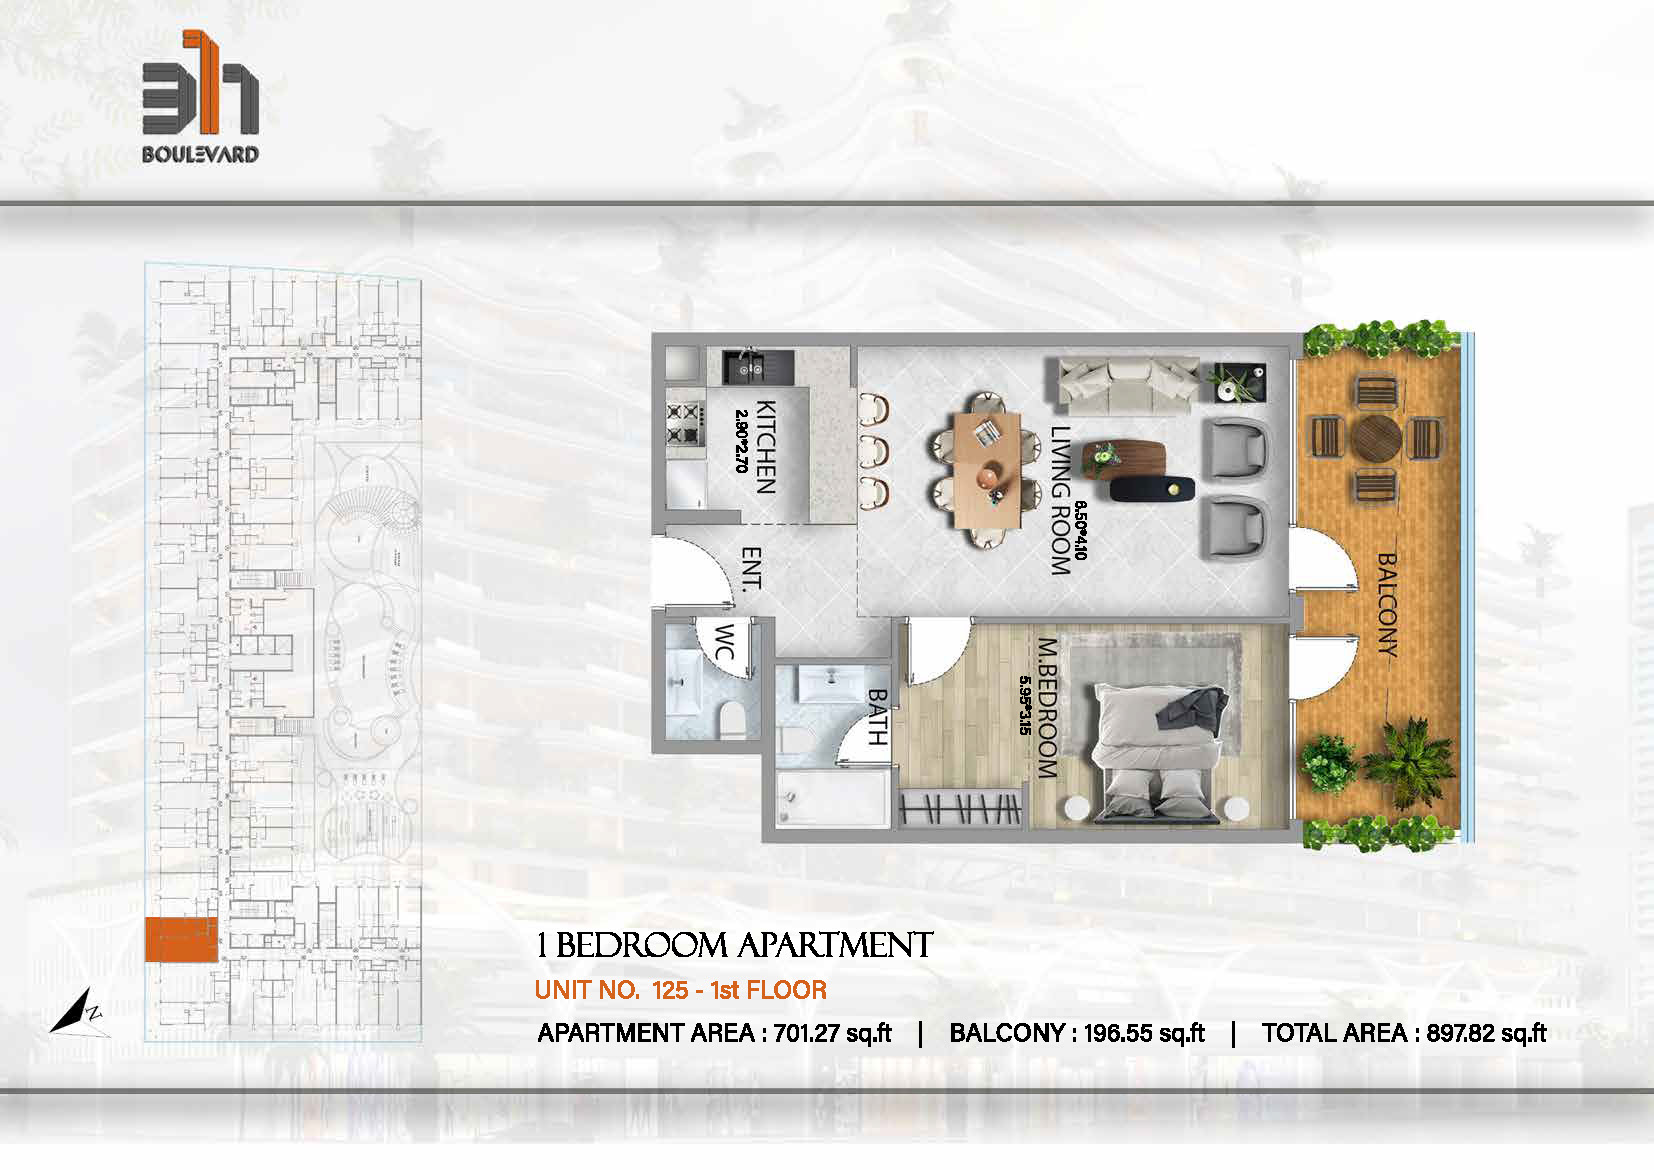 311
BOULEVARD
KITCHEN
2.90*2.70
LIVING ROOM
6.50*4.10
ENT.
WC
BATH
M.BEDROOM
5.95*3.15
BALCONY
N
1 BEDROOM APARTMENT
UNIT NO. 125 - 1st FLOOR
APARTMENT AREA : 701.27 sq.ft | BALCONY : 196.55 sq.ft | TOTAL AREA : 897.82 sq.ft